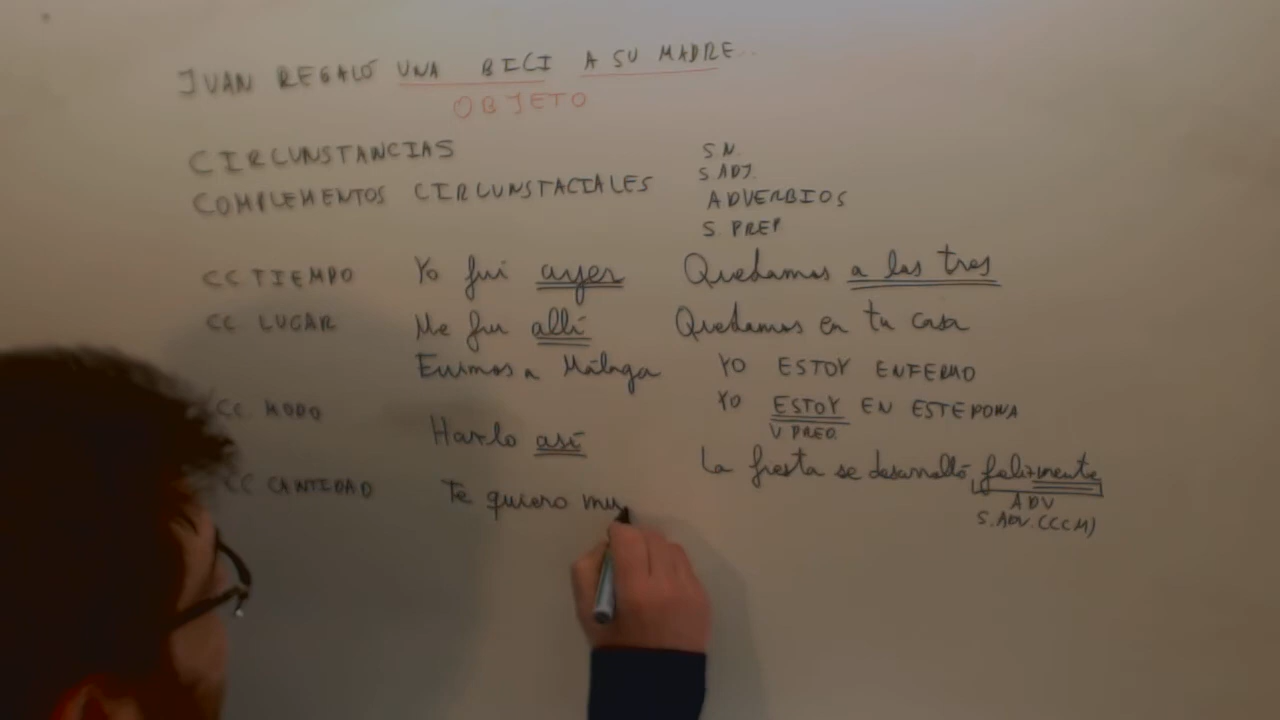 JUAN REGALÓ UNA BICI A SU MADRE...
OBJETO
CIRCUNSTANCIAS
COMPLEMENTOS CIRCUNSTACIALES
S N.
S ADJ.
ADVERBIOS
S PREP
CC TIEMPO Yo fui ayer Quedamos a las tres
CC LUGAR Me fui allí Quedamos en tu casa
Fuimos a Málaga YO ESTOY ENFERMO
CC MODO YO ESTOY EN ESTEPONA
V PRED.
Hazlo así La fiesta se desarrolló felizmente
ADV
S. ADV. (CCM)
CC CANTIDAD Te quiero mu